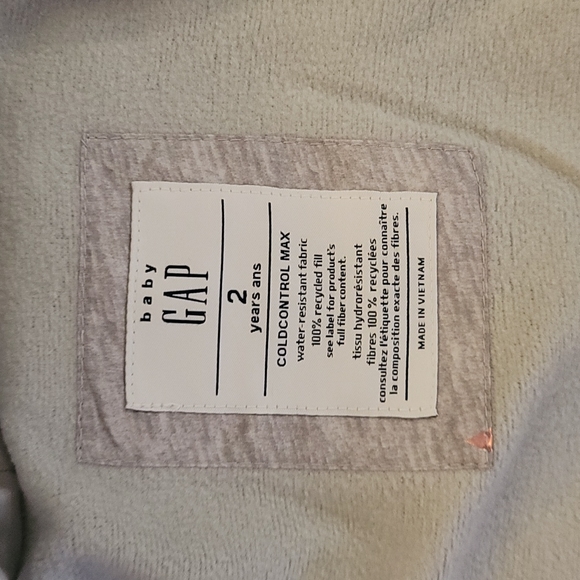 baby
GAP
2
years ans
COLDCONTROL MAX
water-resistant fabric
100% recycled fill
see label for product's
full fiber content.
tissu hydrorésistant
fibres 100 % recyclées
consultez l'étiquette pour connaître
la composition exacte des fibres.
MADE IN VIETNAM